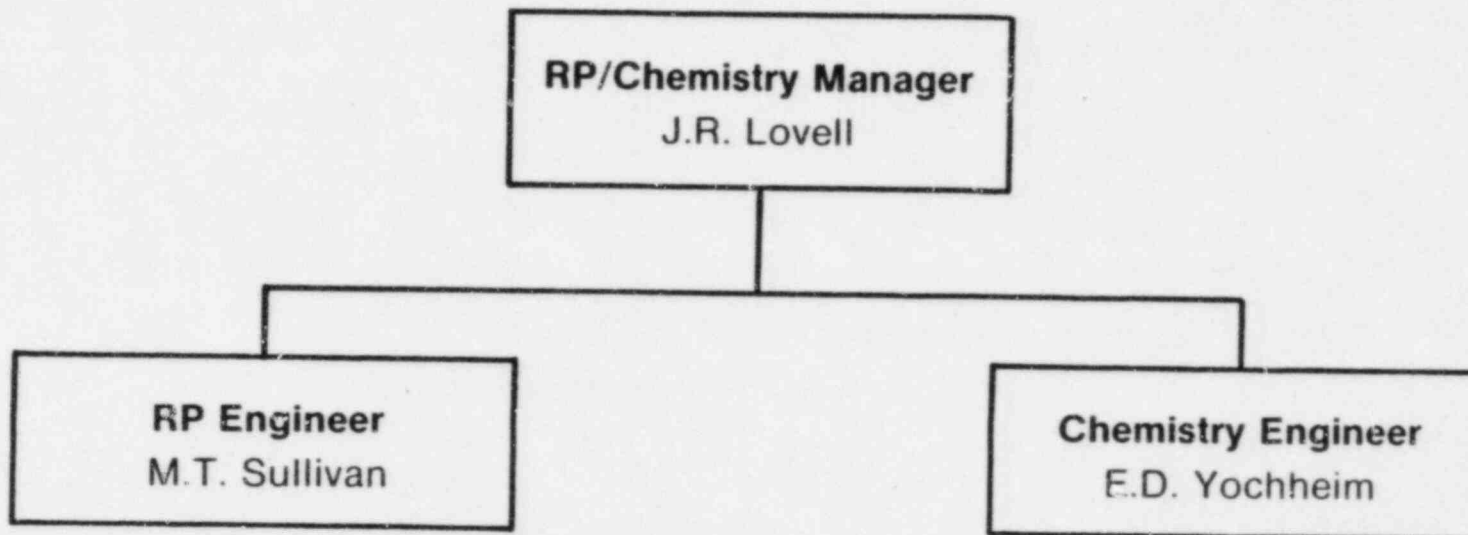 RP/Chemistry Manager
J.R. Lovell
RP Engineer
M.T. Sullivan
Chemistry Engineer
E.D. Yochheim